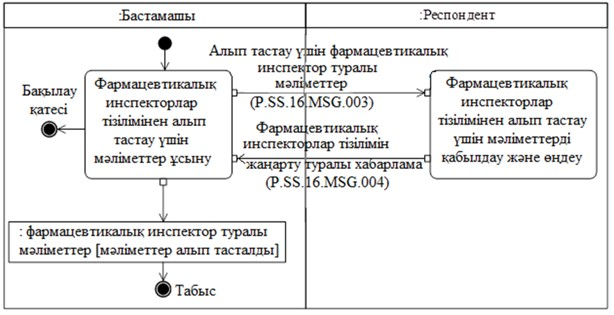 :Бастамашы
:Респондент
Алып тастау үшін фармацевтикалық
инспектор туралы
мәліметтер
(P.SS.16.MSG.003)
Бақылау
қатесі
Фармацевтикалық
инспекторлар
тізілімінен алып
тастау үшін
мәліметтер ұсыну
Фармацевтикалық
инспекторлар
тізілімінен алып тастау
үшін мәліметтерді
қабылдау және өңдеу
Фармацевтикалық
инспекторлар тізілімін
жаңарту туралы хабарлама
(P.SS.16.MSG.004)
: фармацевтикалық инспектор туралы
мәліметтер [мәліметтер алып тасталды]
Табыс